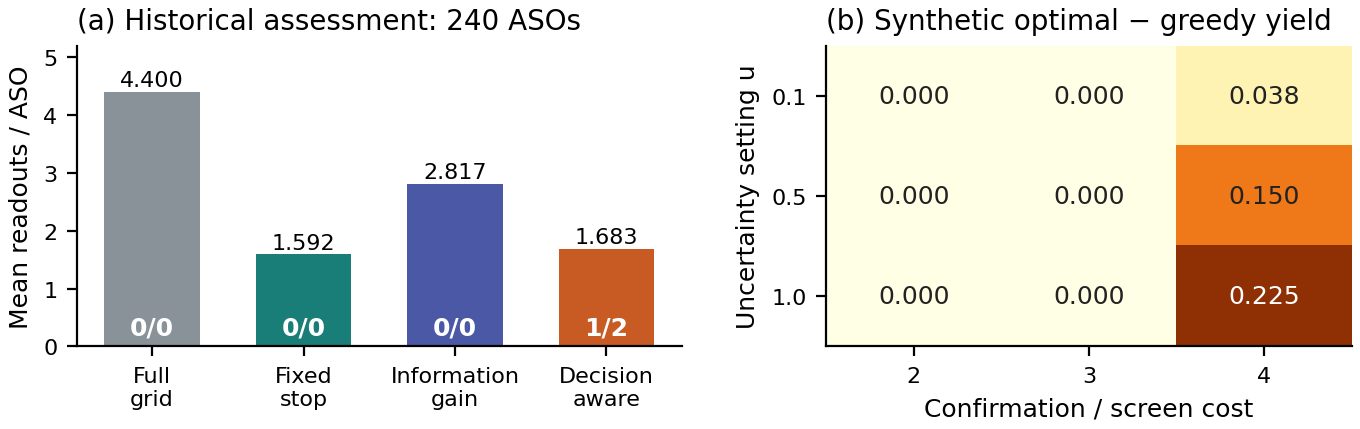 (a) Historical assessment: 240 ASOs
Mean readouts / ASO
5
4
3
2
1
0
4.400
1.592
2.817
1.683
0/0
0/0
0/0
1/2
Full
grid
Fixed
stop
Information
gain
Decision
aware
(b) Synthetic optimal − greedy yield
Uncertainty setting u
0.1
0.5
1.0
0.000
0.000
0.038
0.000
0.000
0.150
0.000
0.000
0.225
2
3
4
Confirmation / screen cost